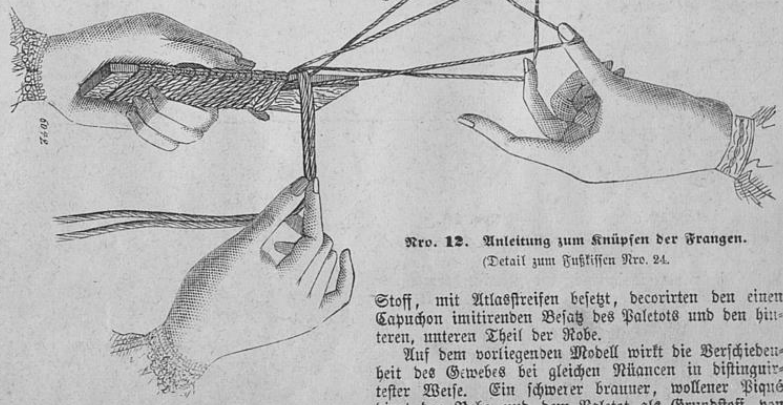 Nro. 12. Anleitung zum Knüpfen der Frangen.
(Detail zum Fußkissen Nro. 24.
Stoff, mit Atlasstreifen besetzt, decorirten den einen
Capuchon imitirenden Besatz des Paletots und den hin-
teren, unteren Theil der Robe.
Auf dem vorliegenden Modell wirkt die Verschieden-
heit des Gewebes bei gleichen Nüancen in distinguir-
tester Weise. Ein schwerer brauner, wollener Piqué